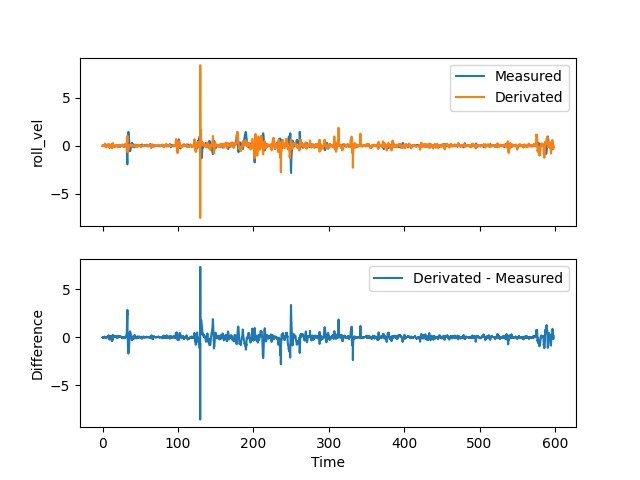 Measured
Derivated
roll_vel
5
0
−5
Derivated - Measured
Difference
5
0
−5
0 100 200 300 400 500 600
Time